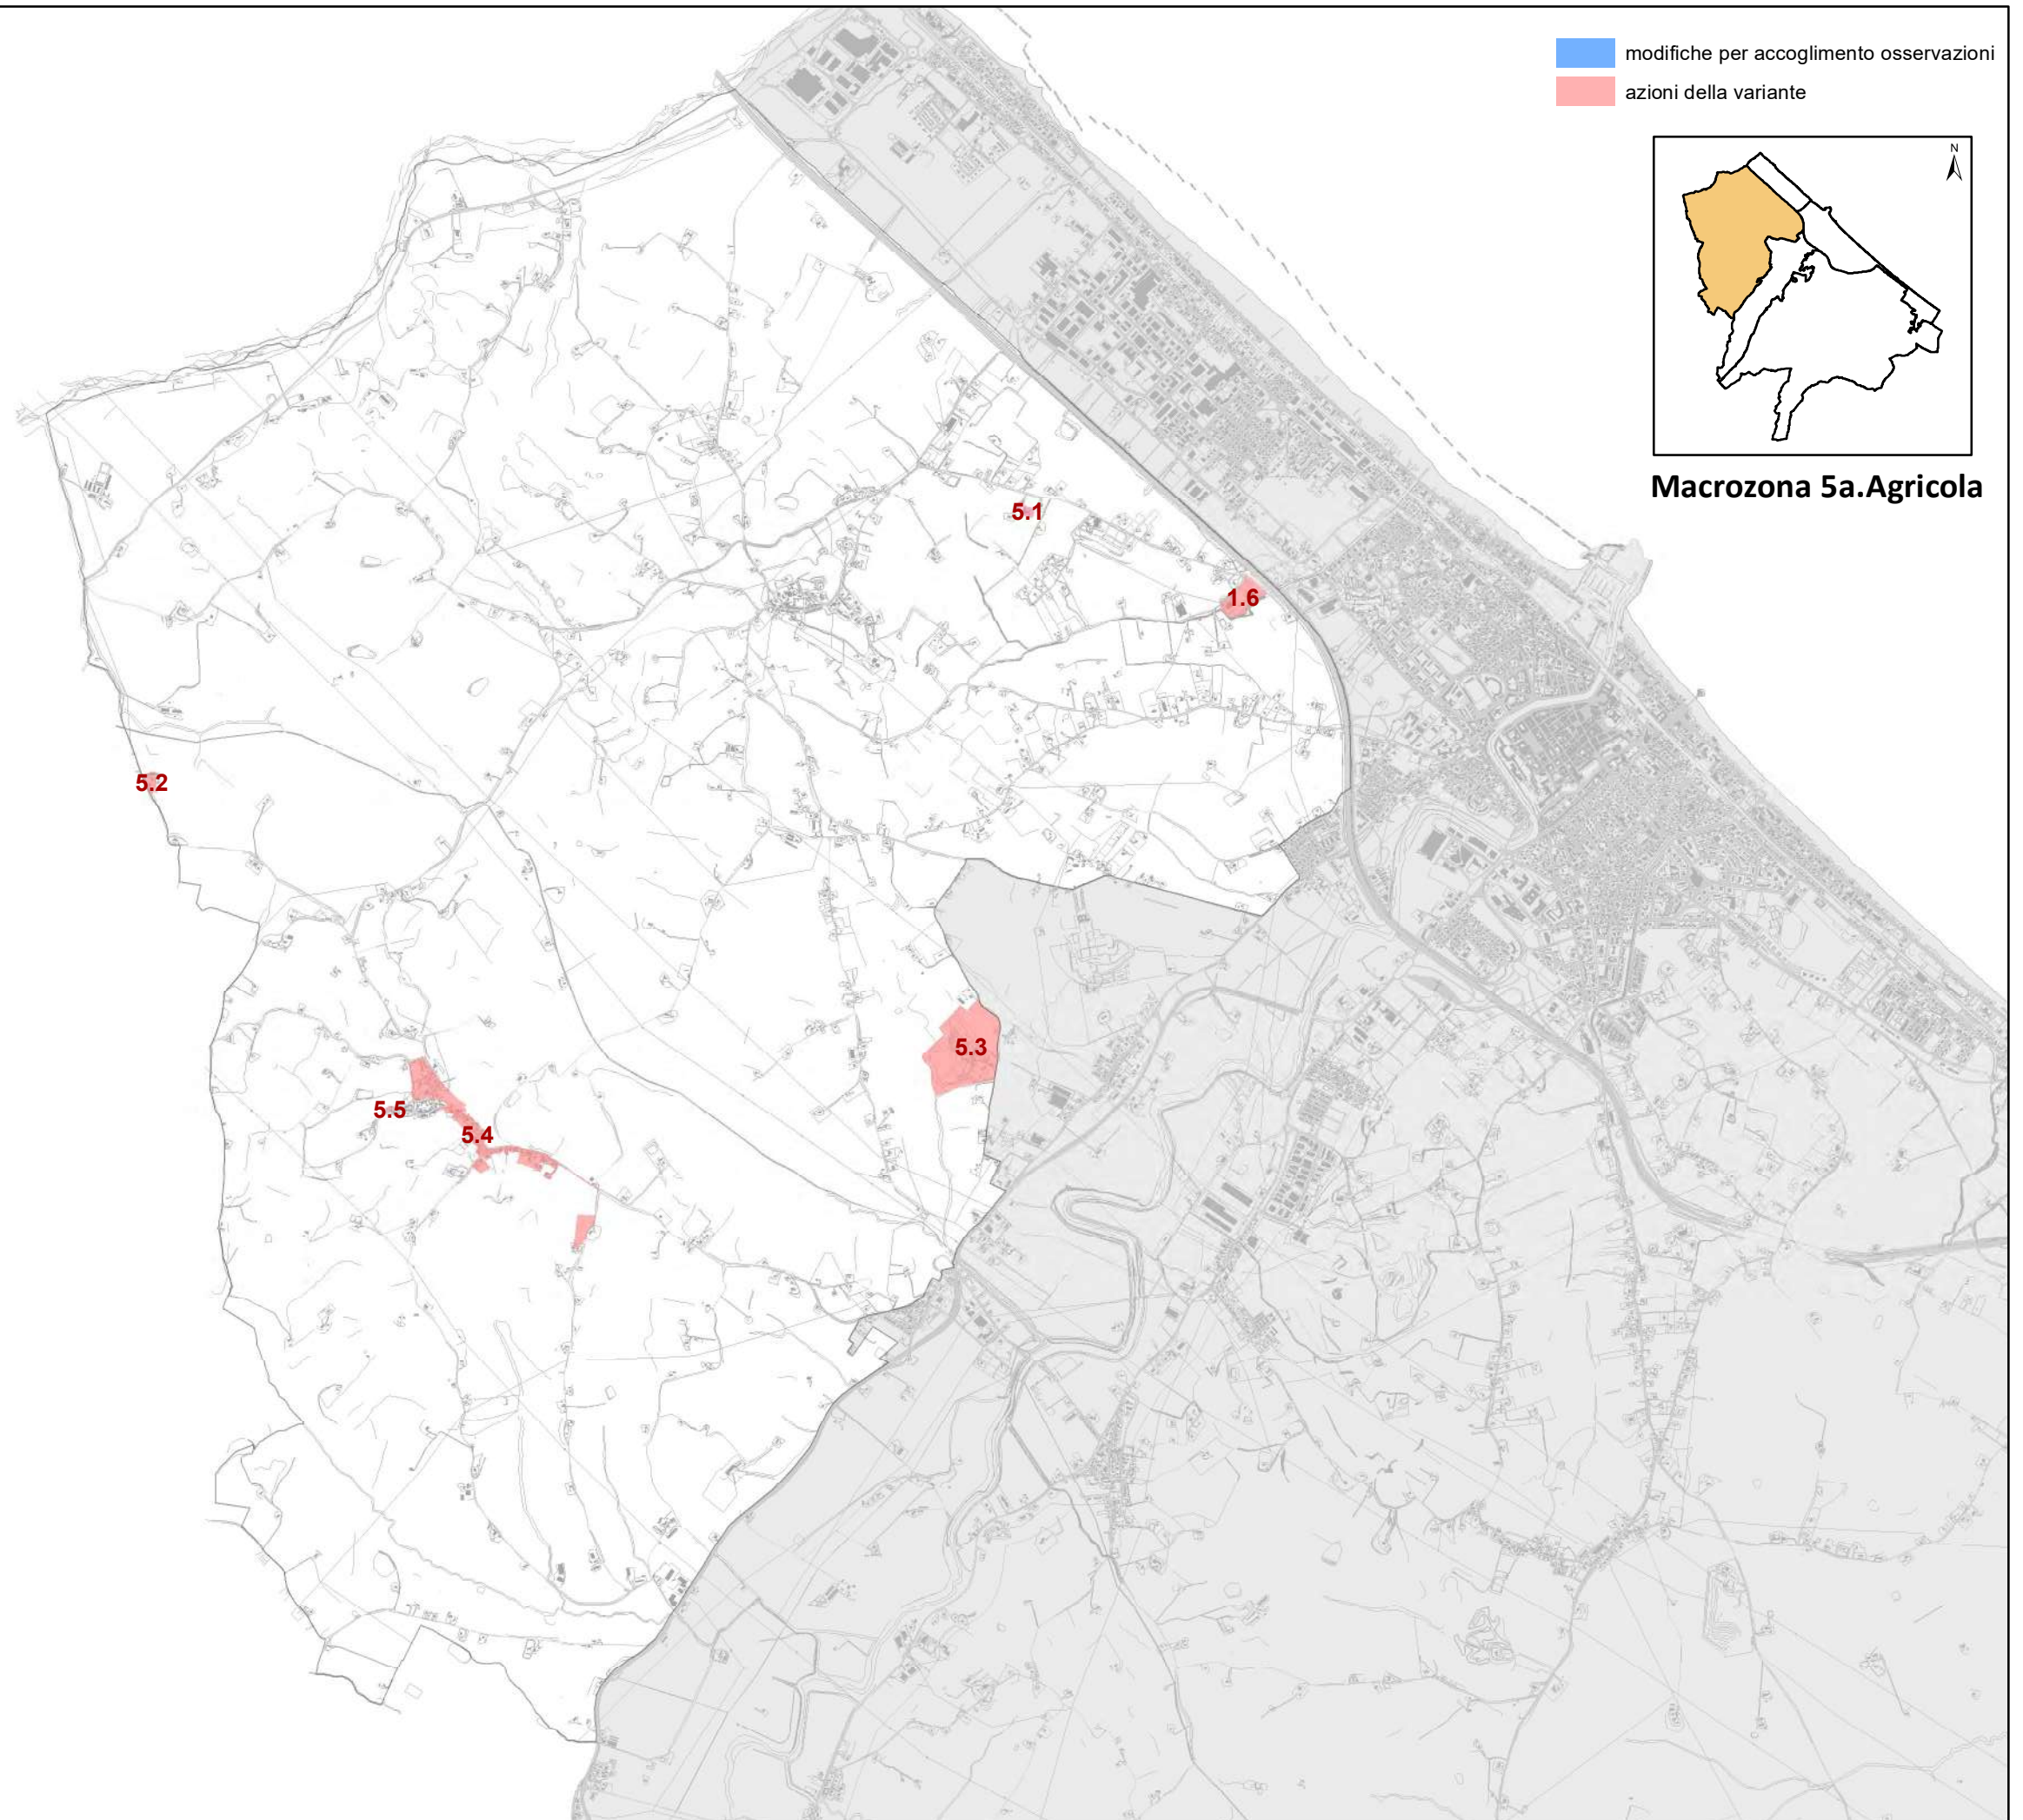 modifiche per accoglimento osservazioni
azioni della variante
N
Macrozona 5a.Agricola
5.1
1.6
5.2
5.3
5.5
5.4